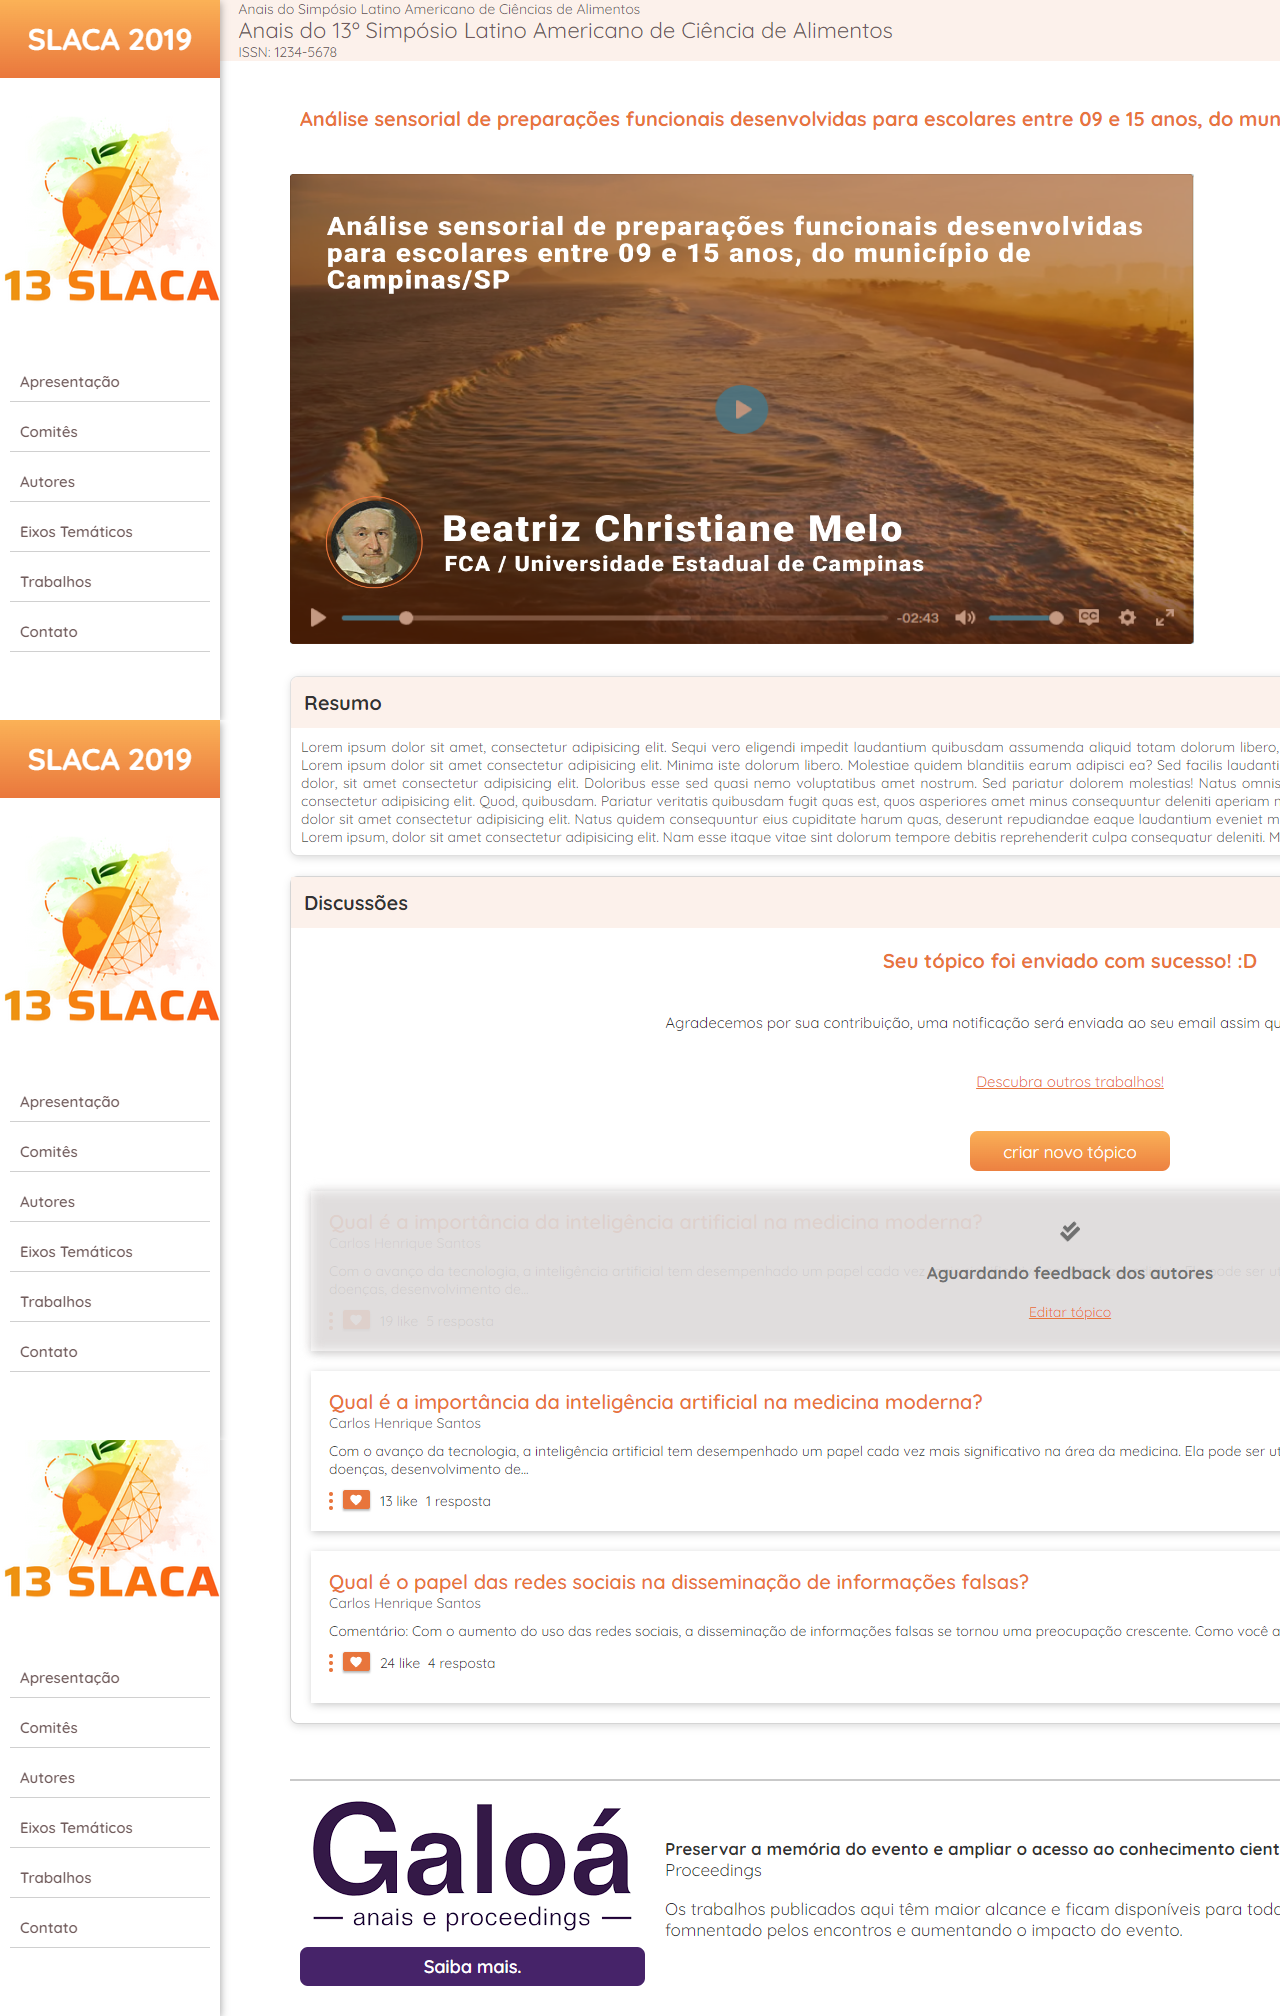 SLACA 2019
Anais do Simpósio Latino Americano de Ciências de Alimentos
Anais do 13º Simpósio Latino Americano de Ciência de Alimentos
ISSN: 1234-5678
13 SLACA
Apresentação
Comitês
Autores
Eixos Temáticos
Trabalhos
Contato
Análise sensorial de preparações funcionais desenvolvidas para escolares entre 09 e 15 anos, do mun
Análise sensorial de preparações funcionais desenvolvidas
para escolares entre 09 e 15 anos, do município de
Campinas/SP
Beatriz Christiane Melo
FCA / Universidade Estadual de Campinas
-02:43
CC
Resumo
Lorem ipsum dolor sit amet, consectetur adipisicing elit. Sequi vero eligendi impedit laudantium quibusdam assumenda aliquid totam dolorum libero,
Lorem ipsum dolor sit amet consectetur adipisicing elit. Minima iste dolorum libero. Molestiae quidem blanditiis earum adipisci ea? Sed facilis laudanti
dolor, sit amet consectetur adipisicing elit. Doloribus esse sed quasi nemo voluptatibus amet nostrum. Sed pariatur dolorem molestias! Natus omnis
consectetur adipisicing elit. Quod, quibusdam. Pariatur veritatis quibusdam fugit quas est, quos asperiores amet minus consequuntur deleniti aperiam
dolor sit amet consectetur adipisicing elit. Natus quidem consequuntur eius cupiditate harum quas, deserunt repudiandae eaque laudantium eveniet m
Lorem ipsum, dolor sit amet consectetur adipisicing elit. Nam esse itaque vitae sint dolorum tempore debitis reprehenderit culpa consequatur deleniti. M
SLACA 2019
13 SLACA
Apresentação
Comitês
Autores
Eixos Temáticos
Trabalhos
Contato
Discussões
Seu tópico foi enviado com sucesso! :D
Agradecemos por sua contribuição, uma notificação será enviada ao seu email assim qu
Descubra outros trabalhos!
criar novo tópico
Qual é a importância da inteligência artificial na medicina moderna?
Carlos Henrique Santos
Com o avanço da tecnologia, a inteligência artificial tem desempenhado um papel cada vez
pode ser ut
doenças, desenvolvimento de...
19 like 5 resposta
Aguardando feedback dos autores
Editar tópico
Qual é a importância da inteligência artificial na medicina moderna?
Carlos Henrique Santos
Com o avanço da tecnologia, a inteligência artificial tem desempenhado um papel cada vez mais significativo na área da medicina. Ela pode ser ut
doenças, desenvolvimento de...
13 like 1 resposta
Qual é o papel das redes sociais na disseminação de informações falsas?
Carlos Henrique Santos
Comentário: Com o aumento do uso das redes sociais, a disseminação de informações falsas se tornou uma preocupação crescente. Como você a
24 like 4 resposta
13 SLACA
Apresentação
Comitês
Autores
Eixos Temáticos
Trabalhos
Contato
Galoá
anais e proceedings
Saiba mais.
Preservar a memória do evento e ampliar o acesso ao conhecimento cient
Proceedings
Os trabalhos publicados aqui têm maior alcance e ficam disponíveis para todo
fomnentado pelos encontros e aumentando o impacto do evento.